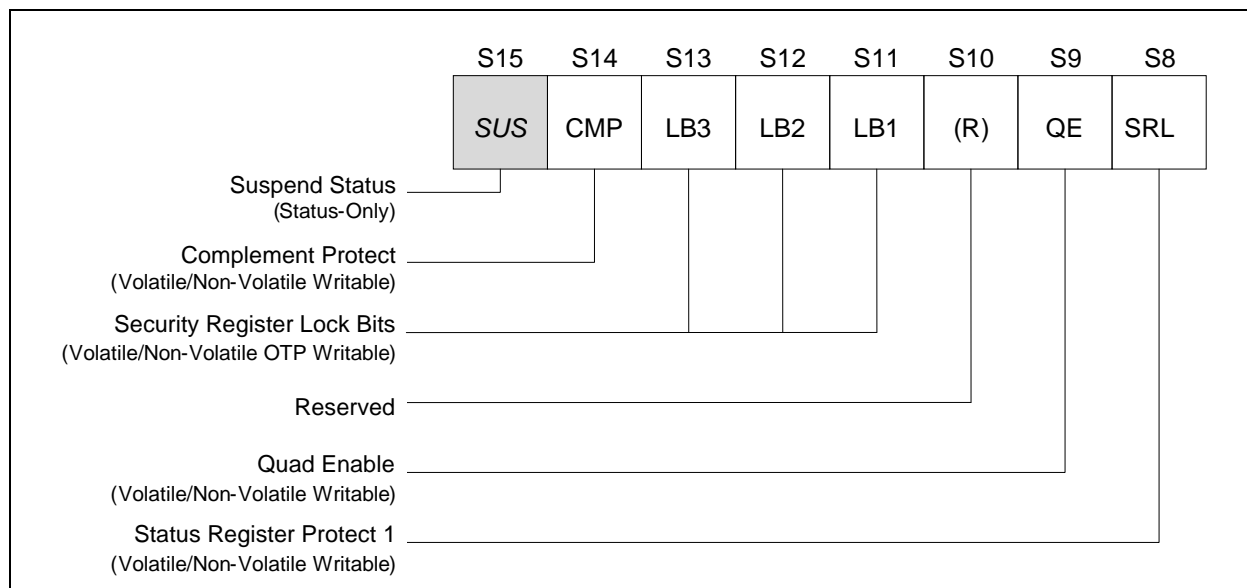 S15 S14 S13 S12 S11 S10 S9 S8
SUS CMP LB3 LB2 LB1 (R) QE SRL
Suspend Status
(Status-Only)
Complement Protect
(Volatile/Non-Volatile Writable)
Security Register Lock Bits
(Volatile/Non-Volatile OTP Writable)
Reserved
Quad Enable
(Volatile/Non-Volatile Writable)
Status Register Protect 1
(Volatile/Non-Volatile Writable)